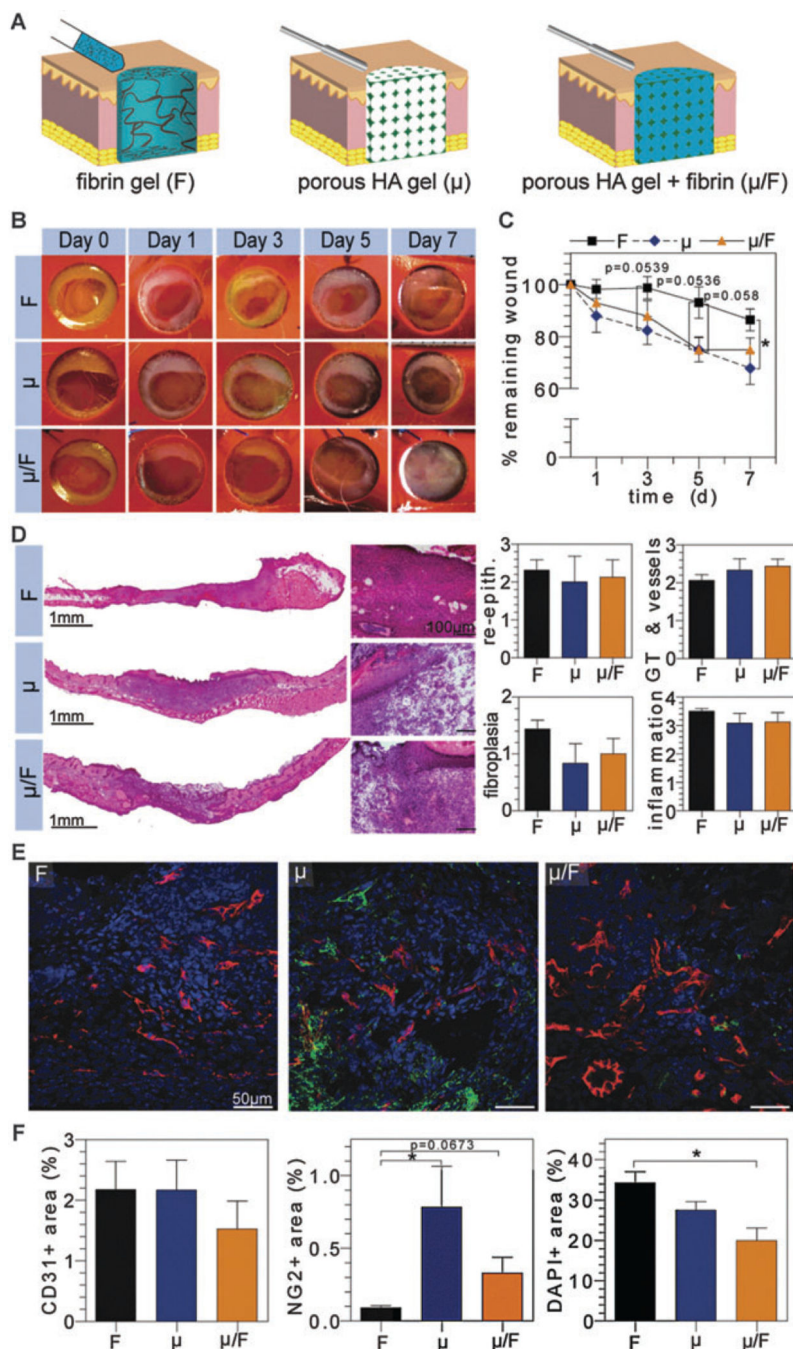 A
fibrin gel (F)
porous HA gel (µ)
porous HA gel + fibrin (µ/F)
B
Day 0 Day 1 Day 3 Day 5 Day 7
F
µ
µ/F
C
F µ µ/F
p=0.0539
p=0.0536
p=0.058
*
100
80
60
0
% remaining wound
1 3 5 7
time (d)
D
F
1mm
100µm
µ
1mm
µ/F
1mm
3
2
1
0
re-epith.
F µ µ/F
4
3
2
1
0
GT & vessels
F µ µ/F
2
1
0
fibroplasia
F µ µ/F
4
3
2
1
0
inflammation
F µ µ/F
E
F
50µm
µ
µ/F
F
3
2
1
0
CD31+ area (%)
F µ µ/F
p=0.0673
*
1.0
0.5
0.0
NG2+ area (%)
F µ µ/F
*
40
30
20
10
0
DAPI+ area (%)
F µ µ/F